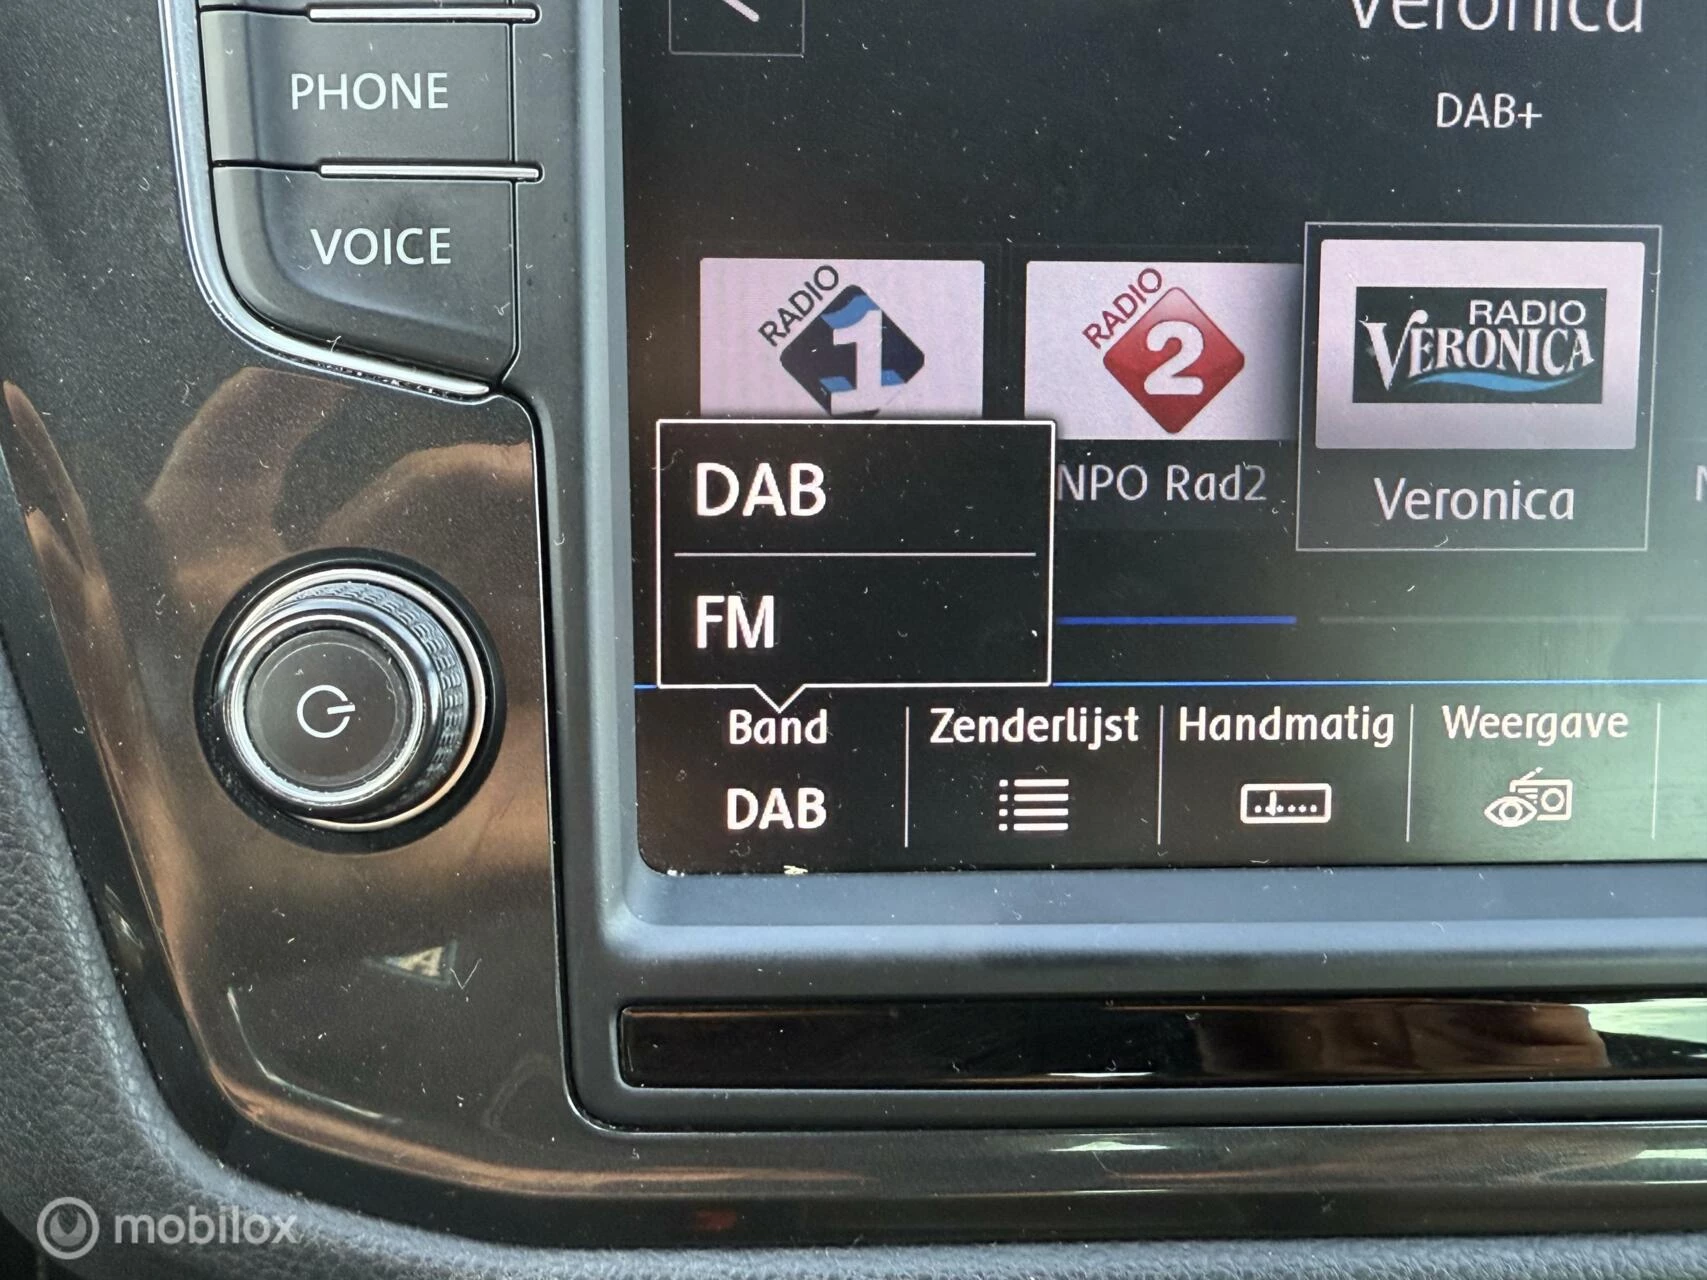 PHONE
VOICE
Veronica
DAB+
RADIO
1
RADIO
2
RADIO
VERONICA
NPO Rad2
Veronica
DAB
FM
Band
DAB
Zenderlijst
Handmatig
Weergave
mobilox